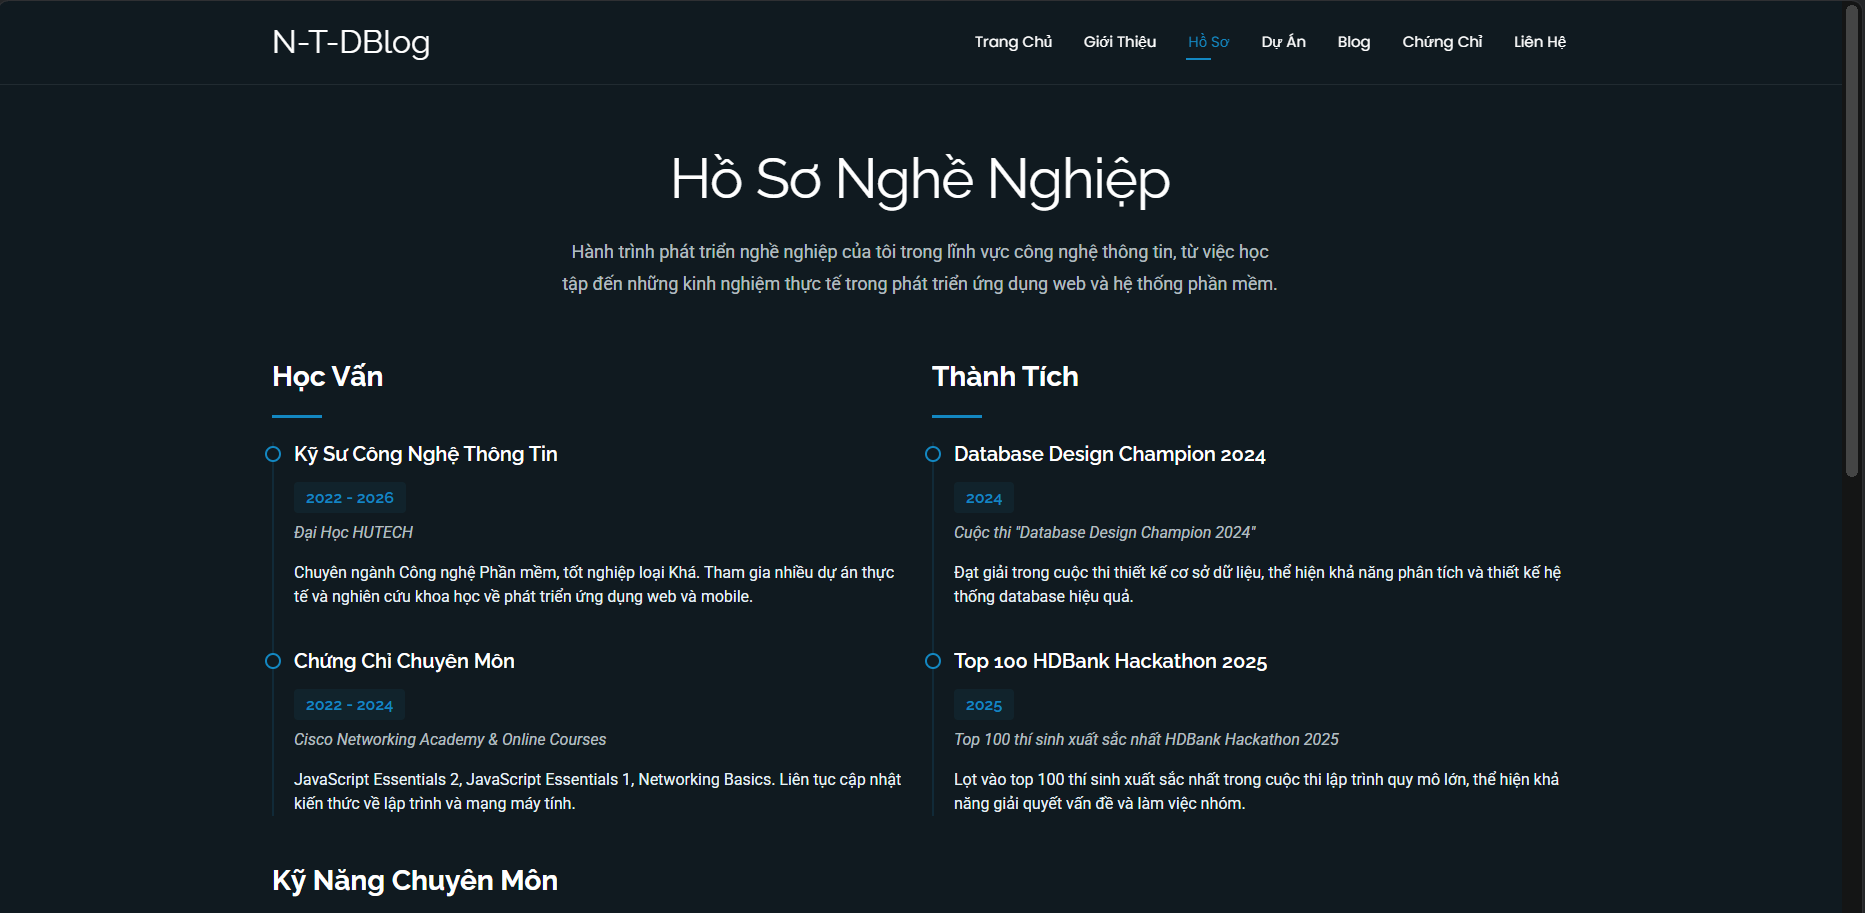 N-T-DBlog
Trang Chủ Giới Thiệu Hồ Sơ Dự Án Blog Chứng Chỉ Liên Hệ
Hồ Sơ Nghề Nghiệp
Hành trình phát triển nghề nghiệp của tôi trong lĩnh vực công nghệ thông tin, từ việc học
tập đến những kinh nghiệm thực tế trong phát triển ứng dụng web và hệ thống phần mềm.
Học Vấn
Kỹ Sư Công Nghệ Thông Tin
2022 - 2026
Đại Học HUTECH
Chuyên ngành Công nghệ Phần mềm, tốt nghiệp loại Khá. Tham gia nhiều dự án thực
tế và nghiên cứu khoa học về phát triển ứng dụng web và mobile.
Chứng Chỉ Chuyên Môn
2022 - 2024
Cisco Networking Academy & Online Courses
JavaScript Essentials 2, JavaScript Essentials 1, Networking Basics. Liên tục cập nhật
kiến thức về lập trình và mạng máy tính.
Thành Tích
Database Design Champion 2024
2024
Cuộc thi "Database Design Champion 2024"
Đạt giải trong cuộc thi thiết kế cơ sở dữ liệu, thể hiện khả năng phân tích và thiết kế hệ
thống database hiệu quả.
Top 100 HDBank Hackathon 2025
2025
Top 100 thí sinh xuất sắc nhất HDBank Hackathon 2025
Lọt vào top 100 thí sinh xuất sắc nhất trong cuộc thi lập trình quy mô lớn, thể hiện khả
năng giải quyết vấn đề và làm việc nhóm.
Kỹ Năng Chuyên Môn